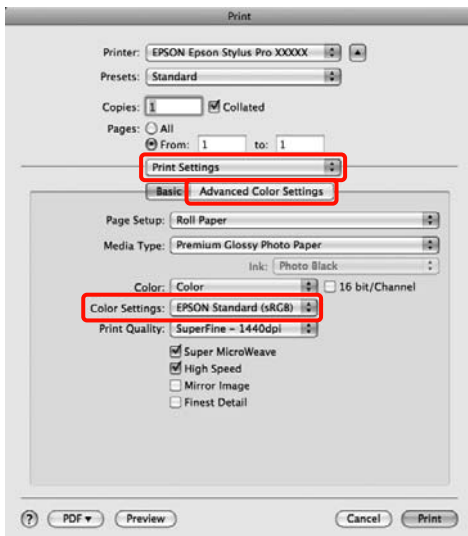 Print
Printer: EPSON Epson Stylus Pro XXXXX
Presets: Standard
Copies: 1 Collated
Pages: All
From: 1 to: 1
Print Settings
Basic Advanced Color Settings
Page Setup: Roll Paper
Media Type: Premium Glossy Photo Paper
Ink: Photo Black
Color: Color 16 bit/Channel
Color Settings: EPSON Standard (sRGB)
Print Quality: SuperFine – 1440dpi
Super MicroWeave
High Speed
Mirror Image
Finest Detail
? PDF ▾ Preview Cancel Print